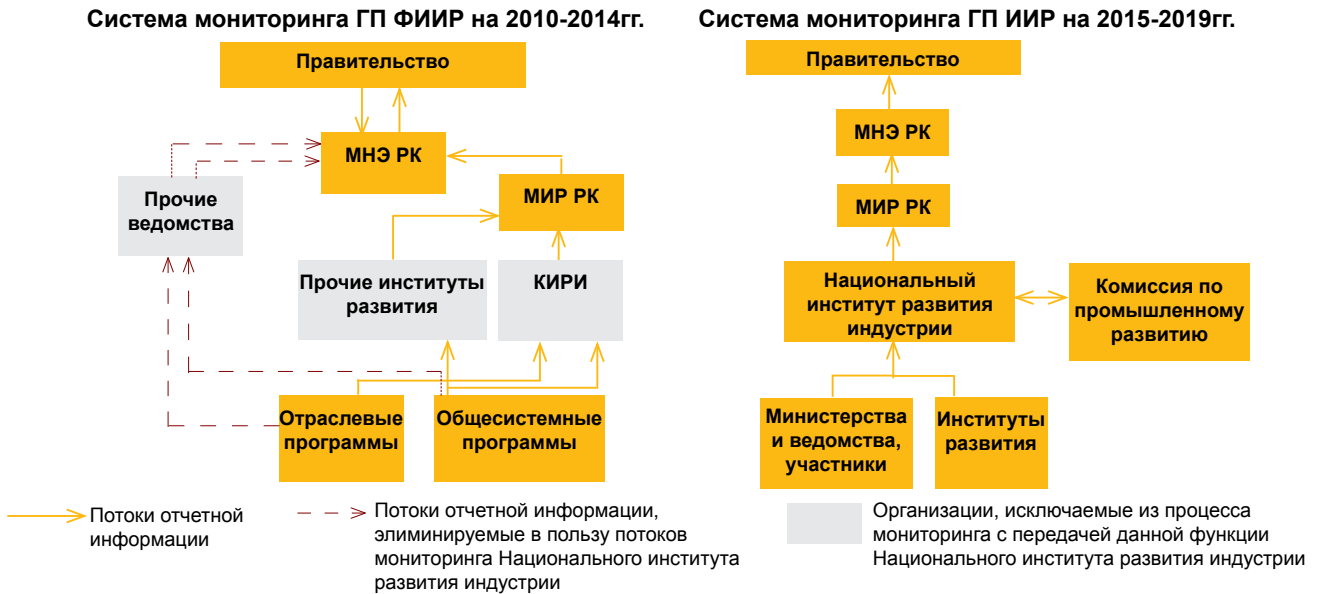 Система мониторинга ГП ФИИР на 2010-2014гг.
Правительство
МНЭ РК
МИР РК
Прочие
ведомства
Прочие институты
развития
КИРИ
Отраслевые
программы
Общесистемные
программы
Система мониторинга ГП ИИР на 2015-2019гг.
Правительство
МНЭ РК
МИР РК
Национальный
институт развития
индустрии
Комиссия по
промышленному
развитию
Министерства
и ведомства,
участники
Институты
развития
Потоки отчетной
информации
Потоки отчетной информации,
элиминируемые в пользу потоков
мониторинга Национального института
развития индустрии
Организации, исключаемые из процесса
мониторинга с передачей данной функции
Национального института развития индустрии